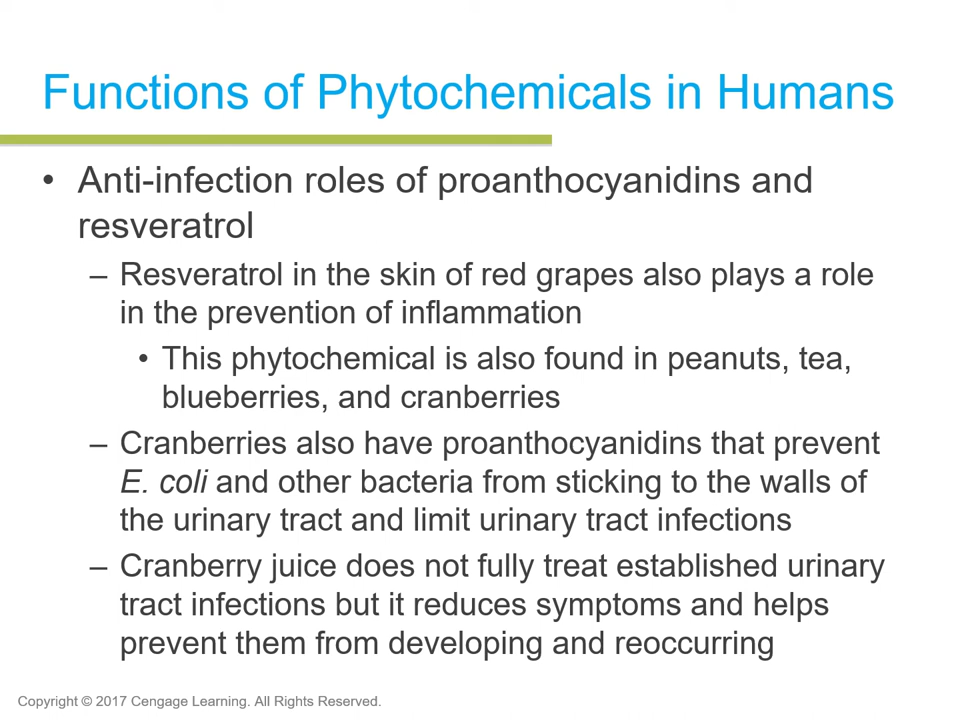 Functions of Phytochemicals in Humans
• Anti-infection roles of proanthocyanidins and
resveratrol
– Resveratrol in the skin of red grapes also plays a role
in the prevention of inflammation
• This phytochemical is also found in peanuts, tea,
blueberries, and cranberries
– Cranberries also have proanthocyanidins that prevent
E. coli and other bacteria from sticking to the walls of
the urinary tract and limit urinary tract infections
– Cranberry juice does not fully treat established urinary
tract infections but it reduces symptoms and helps
prevent them from developing and reoccurring
Copyright © 2017 Cengage Learning. All Rights Reserved.